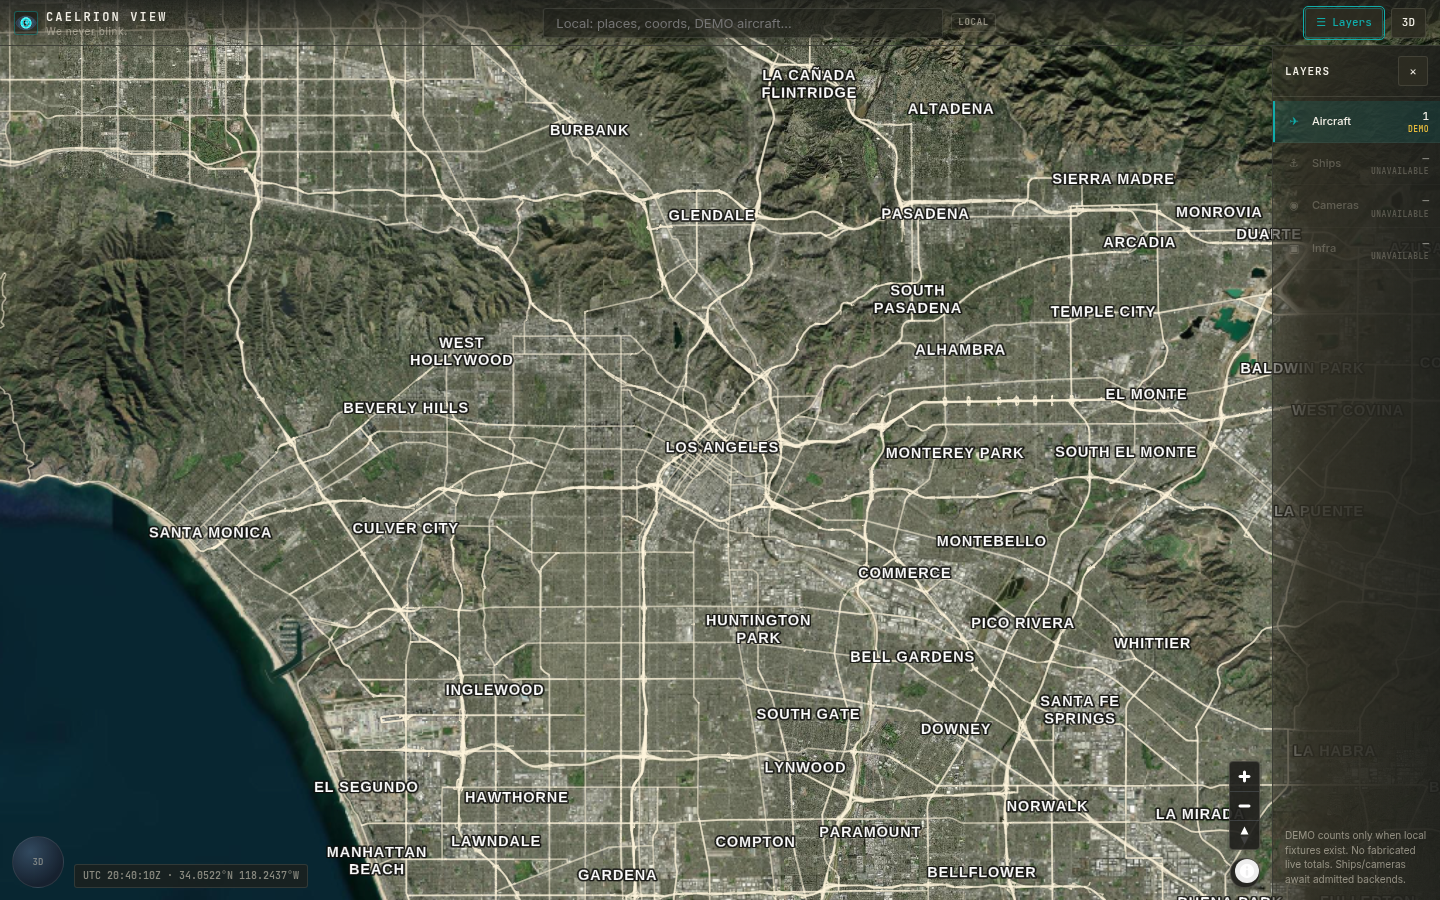 CAELRION VIEW
We never blink.
Local: places, coords, DEMO aircraft...
LOCAL
☰ Layers
3D
LAYERS
×
Aircraft
1
DEMO
Ships
—
UNAVAILABLE
Cameras
—
UNAVAILABLE
Infra
—
UNAVAILABLE
LA CAÑADA
FLINTRIDGE
ALTADENA
BURBANK
SIERRA MADRE
GLENDALE
PASADENA
MONROVIA
DUARTE
ARCADIA
AZUSA
SOUTH
PASADENA
TEMPLE CITY
WEST
HOLLYWOOD
ALHAMBRA
BALDWIN PARK
EL MONTE
BEVERLY HILLS
WEST COVINA
LOS ANGELES
MONTEREY PARK
SOUTH EL MONTE
LA PUENTE
SANTA MONICA
CULVER CITY
MONTEBELLO
COMMERCE
HUNTINGTON
PARK
PICO RIVERA
WHITTIER
BELL GARDENS
INGLEWOOD
SANTA FE
SPRINGS
SOUTH GATE
DOWNEY
LA HABRA
LYNWOOD
EL SEGUNDO
HAWTHORNE
NORWALK
LA MIRAD
PARAMOUNT
LAWNDALE
COMPTON
MANHATTAN
BEACH
GARDENA
BELLFLOWER
BUENA PARK
3D
UTC 20:40:10Z · 34.0522°N 118.2437°W
DEMO counts only when local
fixtures exist. No fabricated
live totals. Ships/cameras
await admitted backends.